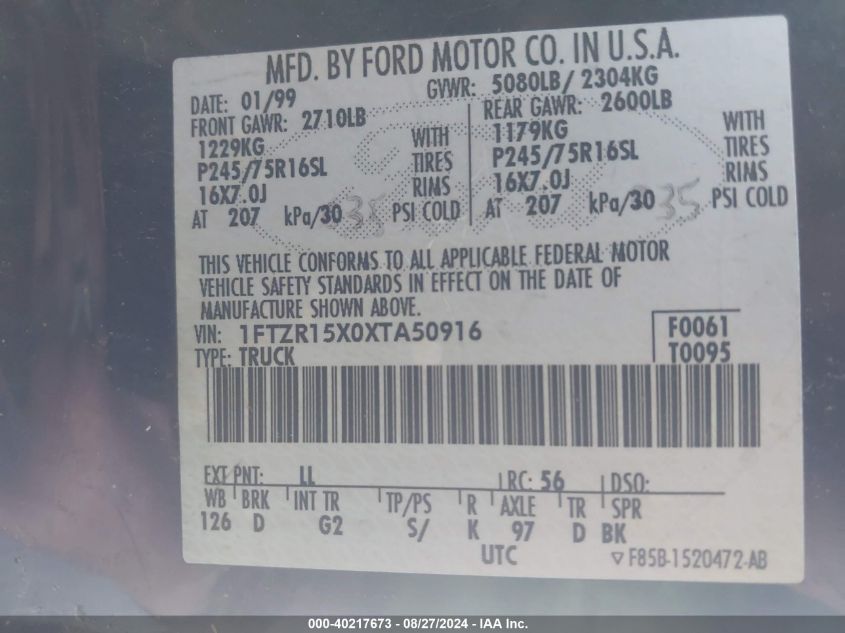 MFD. BY FORD MOTOR CO. IN U.S.A.
DATE: 01/99 GVWR: 5080LB/ 2304KG
FRONT GAWR: 2710LB REAR GAWR: 2600LB
1229KG WITH 1179KG WITH
P245/75R16SL TIRES P245/75R16SL TIRES
16X7.0J RIMS 16X7.0J RIMS
AT 207 kPa/30 35 PSI COLD AT 207 kPa/30 35 PSI COLD
THIS VEHICLE CONFORMS TO ALL APPLICABLE FEDERAL MOTOR
VEHICLE SAFETY STANDARDS IN EFFECT ON THE DATE OF
MANUFACTURE SHOWN ABOVE.
VIN: 1FTZR15X0XTA50916 F0061
TYPE: TRUCK T0095
EXT PNT: LL RC: 56 DSO:
WB BRK INT TR TP/PS R AXLE TR SPR
126 D G2 S/ K 97 D BK
UTC ▽ F85B-1520472-AB
000-40217673 - 08/27/2024 - IAA Inc.